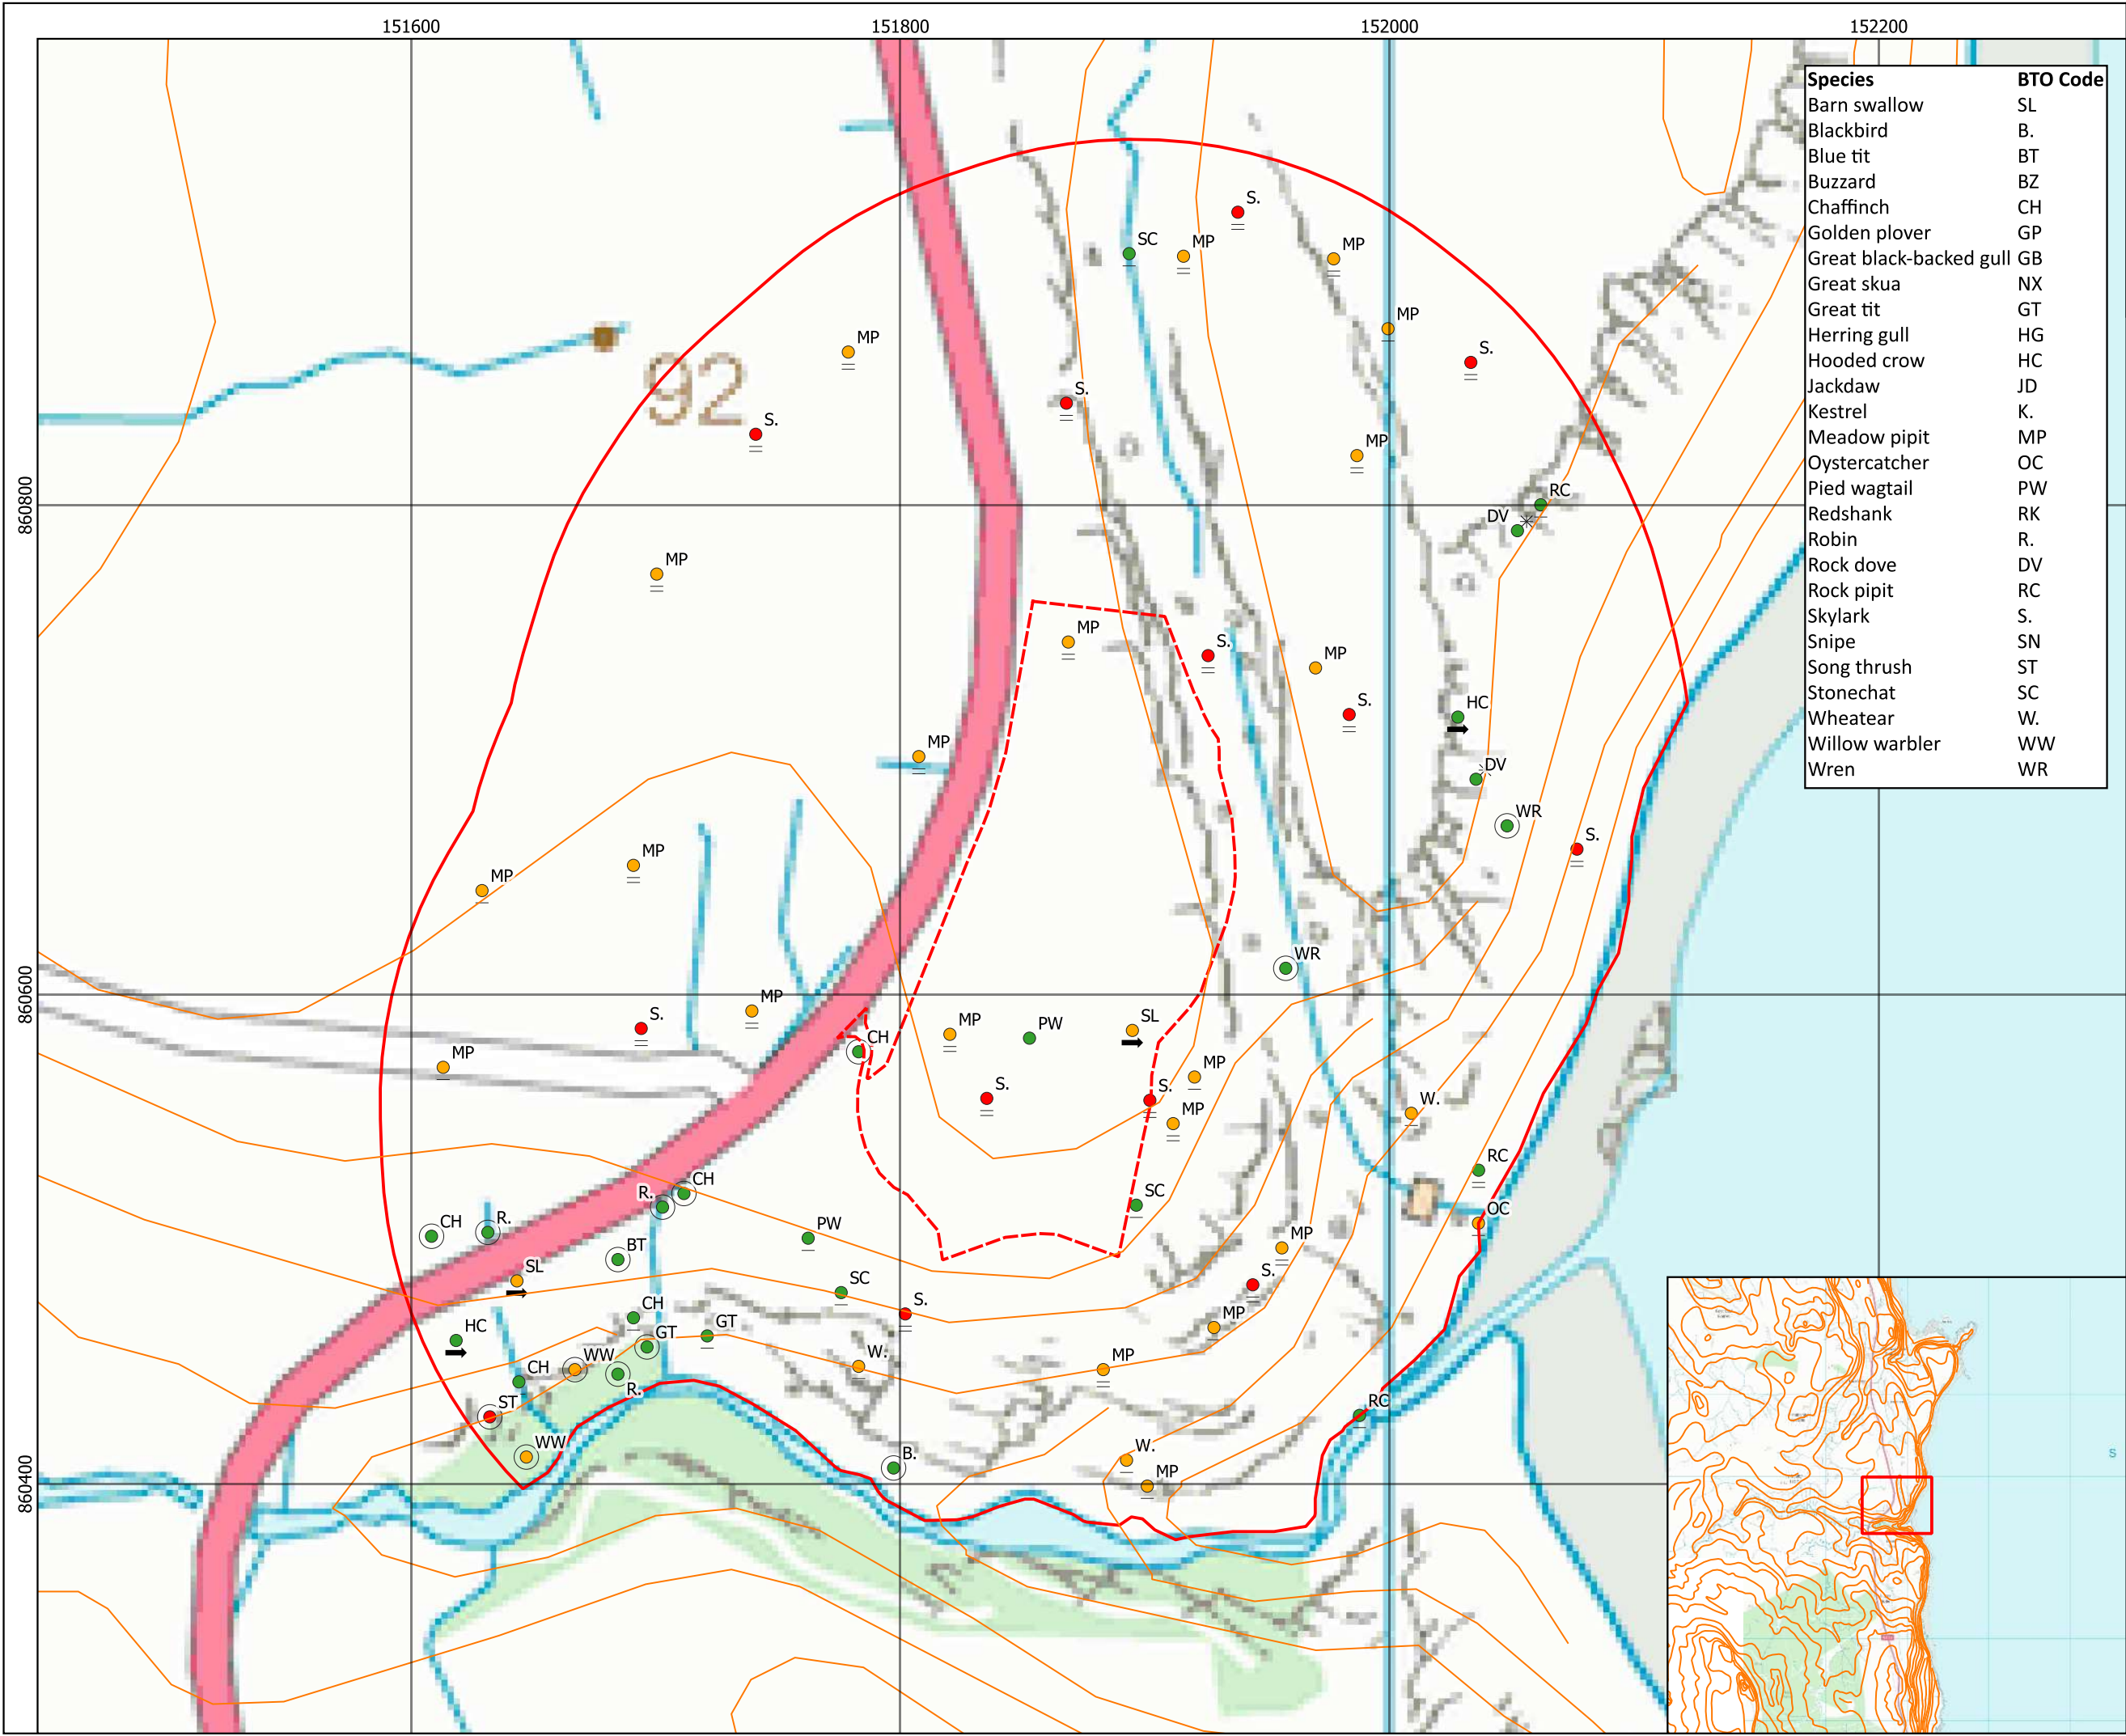 151600 151800 152000 152200
Species BTO Code
Barn swallow SL
Blackbird B.
Blue tit BT
Buzzard BZ
Chaffinch CH
Golden plover GP
Great black-backed gull GB
Great skua NX
Great tit GT
Herring gull HG
Hooded crow HC
Jackdaw JD
Kestrel K.
Meadow pipit MP
Oystercatcher OC
Pied wagtail PW
Redshank RK
Robin R.
Rock dove DV
Rock pipit RC
Skylark S.
Snipe SN
Song thrush ST
Stonechat SC
Wheatear W.
Willow warbler WW
Wren WR
S.
SC MP MP
MP
MP S.
92 S.
S.
MP
860800
RC
DV
MP
MP S. MP
S. HC
MP
DV
WR
MP S.
MP
WR
860600
S. MP
MP PW SL
CH
MP MP
S. S.
MP W.
RC
CH
R. SC
OC
CH R. PW
BT MP
SL
SC S.
CH S. MP
HC GT GT
WW W. MP
CH R.
ST RC
WW B. W.
MP
860400
S